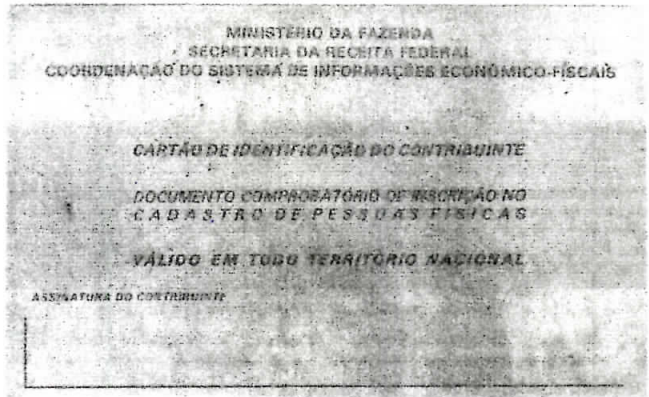 MINISTÉRIO DA FAZENDA
SECRETARIA DA RECEITA FEDERAL
COORDENAÇÃO DO SISTEMA DE INFORMAÇÕES ECONÔMICO-FISCAIS
CARTÃO DE IDENTIFICAÇÃO DO CONTRIBUINTE
DOCUMENTO COMPROBATÓRIO DE INSCRIÇÃO NO
CADASTRO DE PESSOAS FÍSICAS
VÁLIDO EM TODO TERRITÓRIO NACIONAL
ASSINATURA DO CONTRIBUINTE